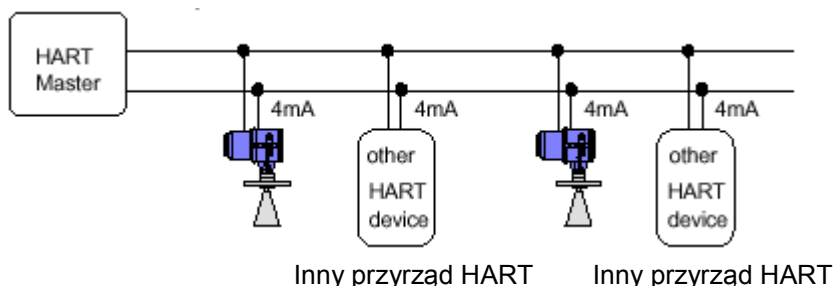 HART
Master
4mA
4mA
4mA
4mA
other
HART
device
other
HART
device
Inny przyrząd HART
Inny przyrząd HART